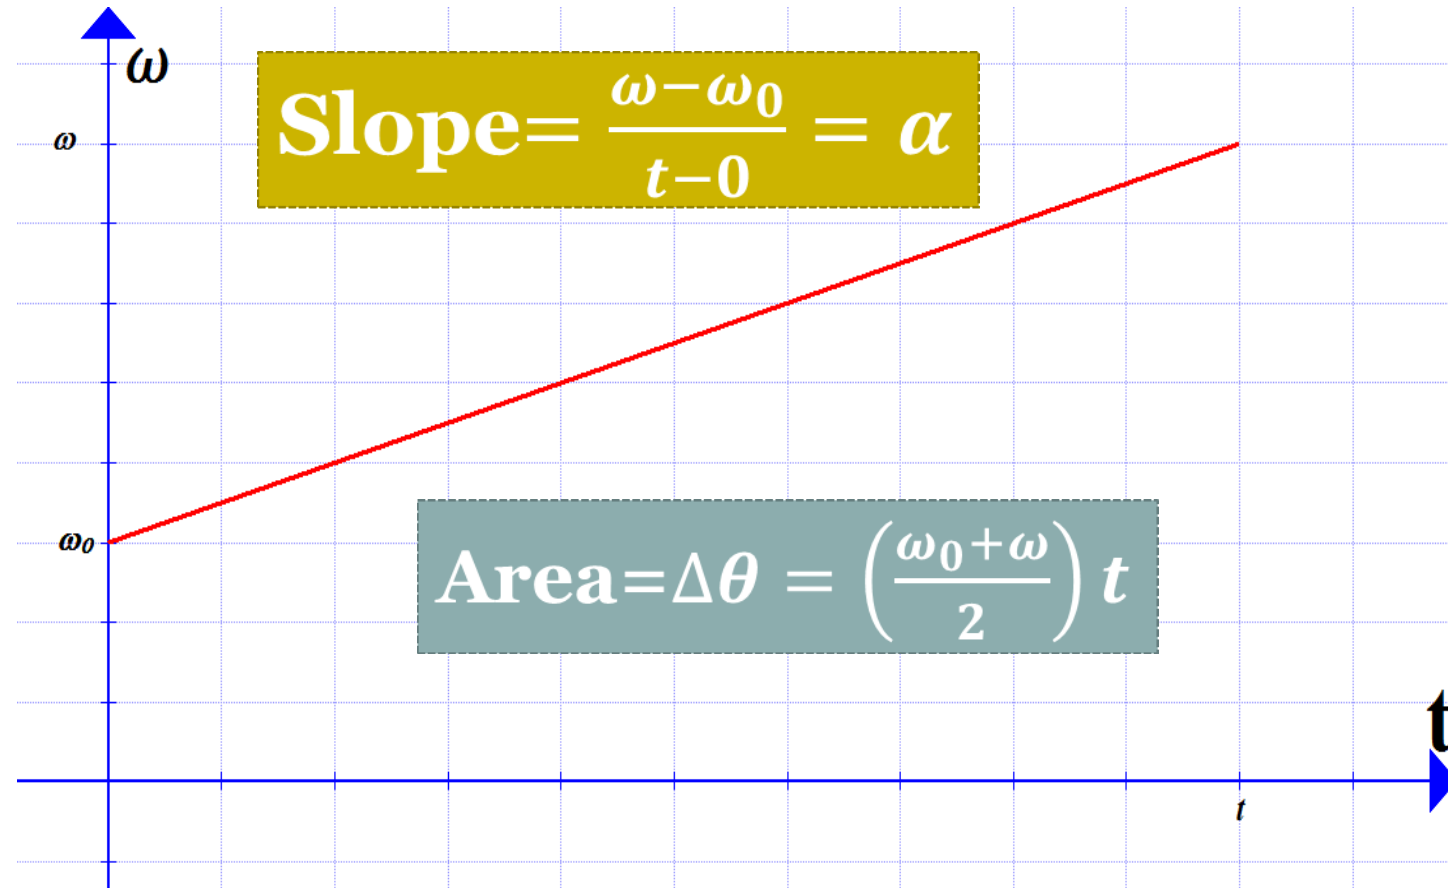 ω
ω
Slope= (ω−ω₀)/(t−0) = α
ω₀
Area=Δθ = ((ω₀+ω)/2) t
t
t